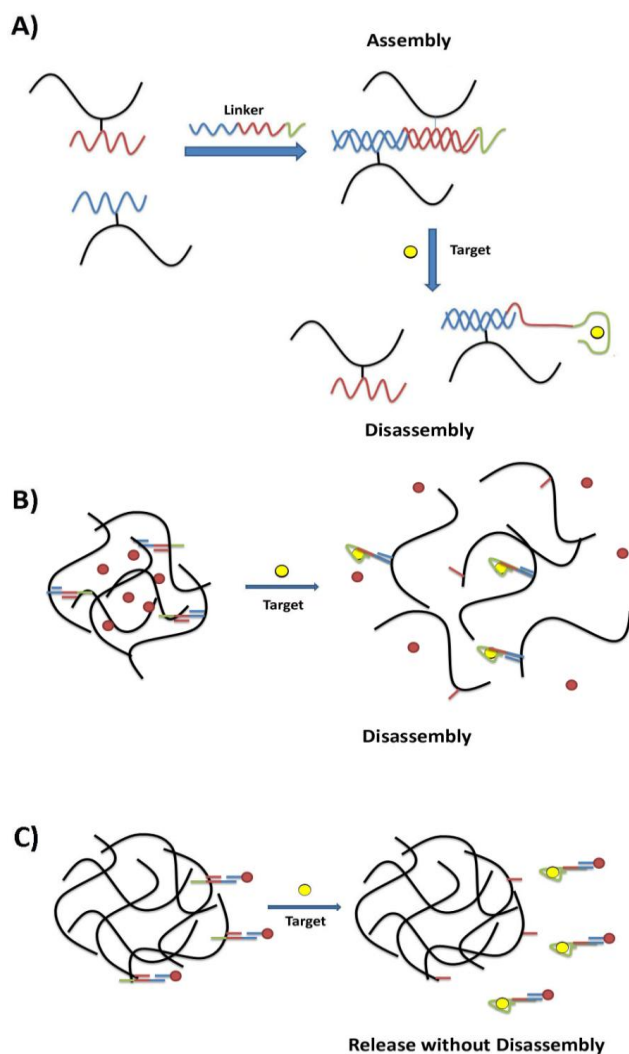 A)
Assembly
Linker
Target
Disassembly
B)
Target
Disassembly
C)
Target
Release without Disassembly